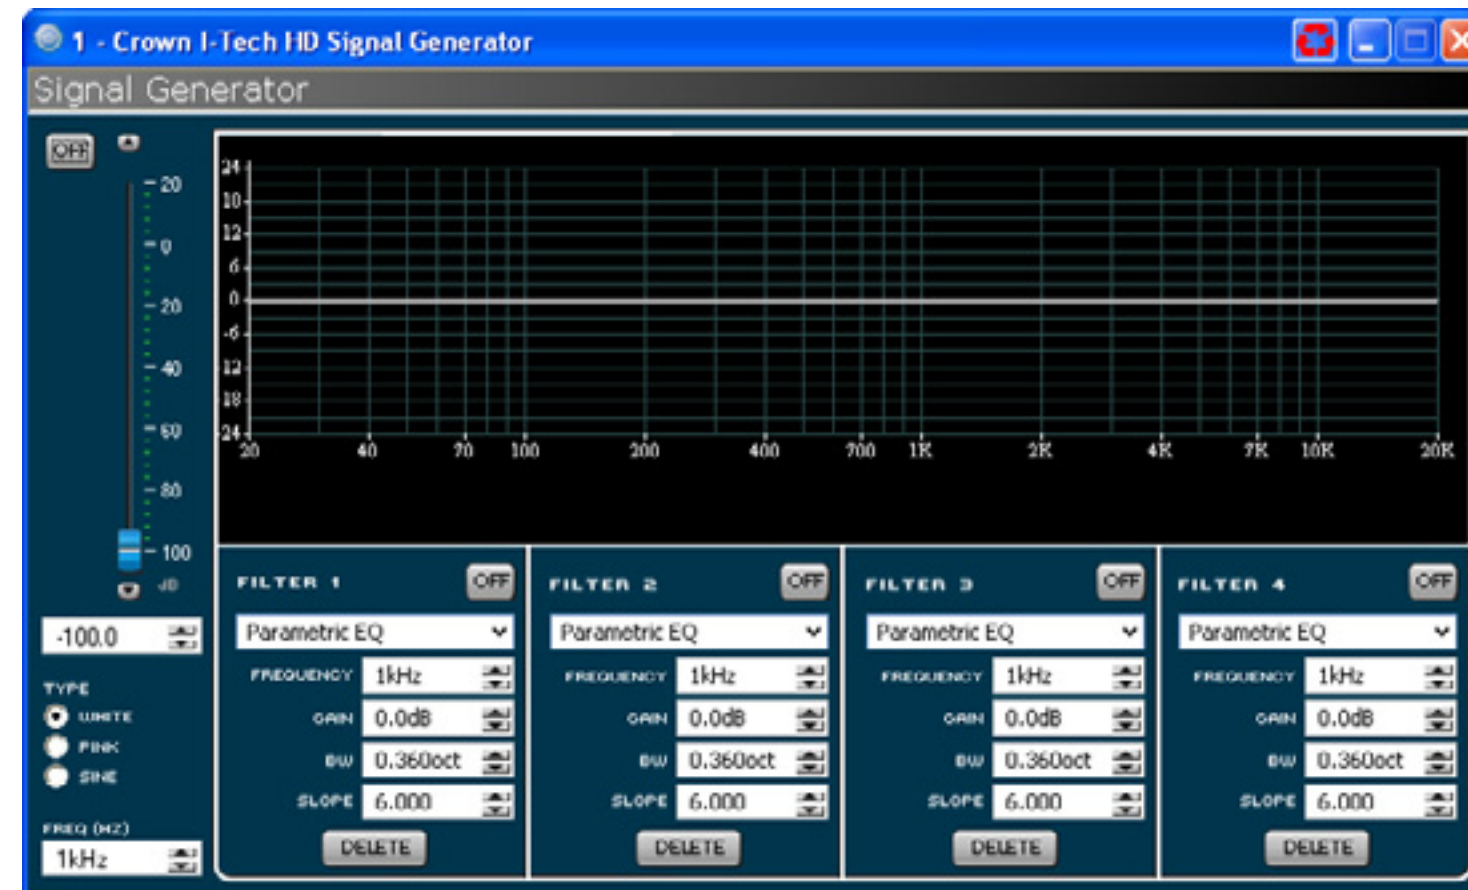 1 - Crown I-Tech HD Signal Generator
Signal Generator
OFF
20
0
20
40
60
80
100
dB
-100.0
TYPE
WHITE
PINK
SINE
FREQ (HZ)
1kHz
24
10
12
6
0
-6
12
18
24
20 40 70 100 200 400 700 1K 2K 4K 7K 10K 20K
FILTER 1 OFF
Parametric EQ
FREQUENCY 1kHz
GAIN 0.0dB
BW 0.360oct
SLOPE 6.000
DELETE
FILTER 2 OFF
Parametric EQ
FREQUENCY 1kHz
GAIN 0.0dB
BW 0.360oct
SLOPE 6.000
DELETE
FILTER 3 OFF
Parametric EQ
FREQUENCY 1kHz
GAIN 0.0dB
BW 0.360oct
SLOPE 6.000
DELETE
FILTER 4 OFF
Parametric EQ
FREQUENCY 1kHz
GAIN 0.0dB
BW 0.360oct
SLOPE 6.000
DELETE